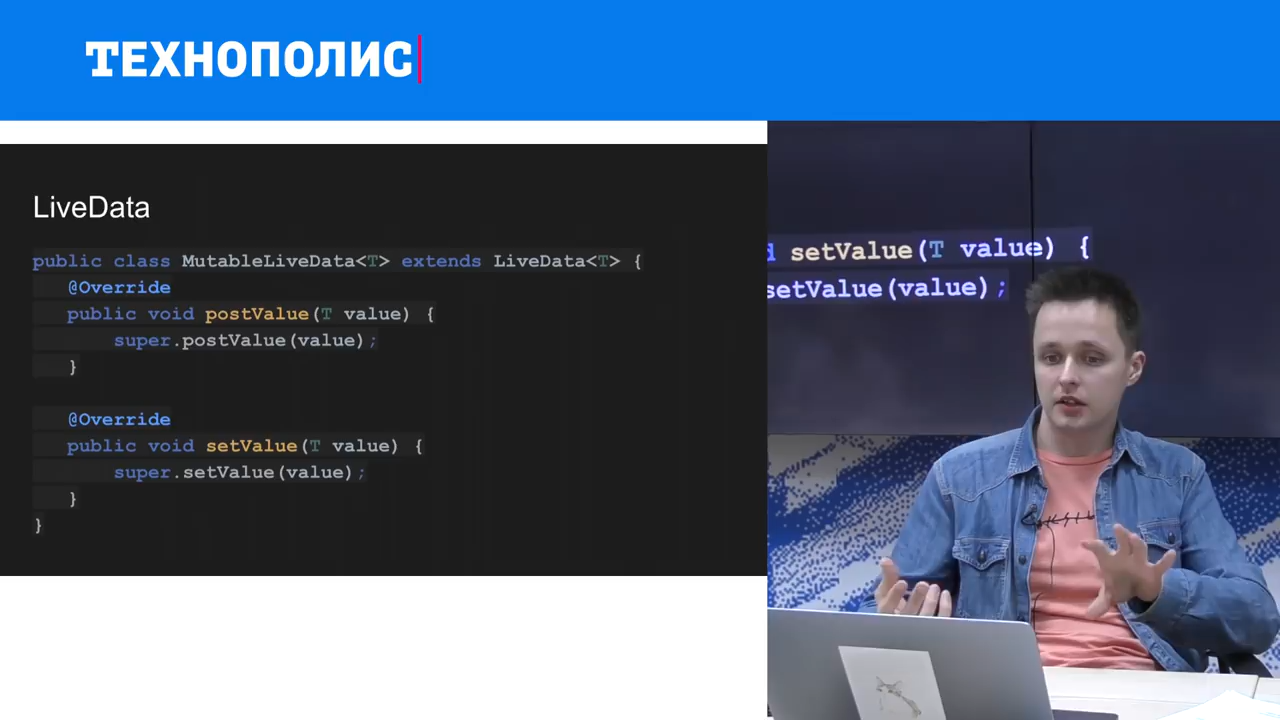 ТЕХНОПОЛИС
LiveData
public class MutableLiveData<T> extends LiveData<T> {
@Override
public void postValue(T value) {
super.postValue(value);
}
@Override
public void setValue(T value) {
super.setValue(value);
}
}
setValue(T value) {
setValue(value);